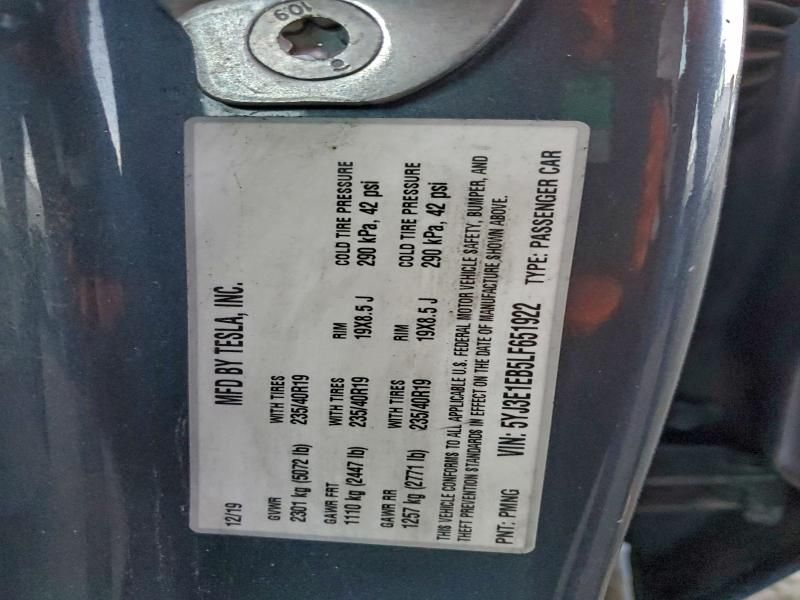 109
MFD BY TESLA, INC.
12/19
GVWR WITH TIRES RIM COLD TIRE PRESSURE
2301 kg (5072 lb) 235/40R19 19X8.5 J 290 kPa, 42 psi
GAWR FRT WITH TIRES RIM COLD TIRE PRESSURE
1110 kg (2447 lb) 235/40R19 19X8.5 J 290 kPa, 42 psi
GAWR RR WITH TIRES
1257 kg (2771 lb) 235/40R19
THIS VEHICLE CONFORMS TO ALL APPLICABLE U.S. FEDERAL MOTOR VEHICLE SAFETY, BUMPER, AND
THEFT PREVENTION STANDARDS IN EFFECT ON THE DATE OF MANUFACTURE SHOWN ABOVE.
PNT: PMNG VIN: 5YJ3E1EB5LF651922 TYPE: PASSENGER CAR